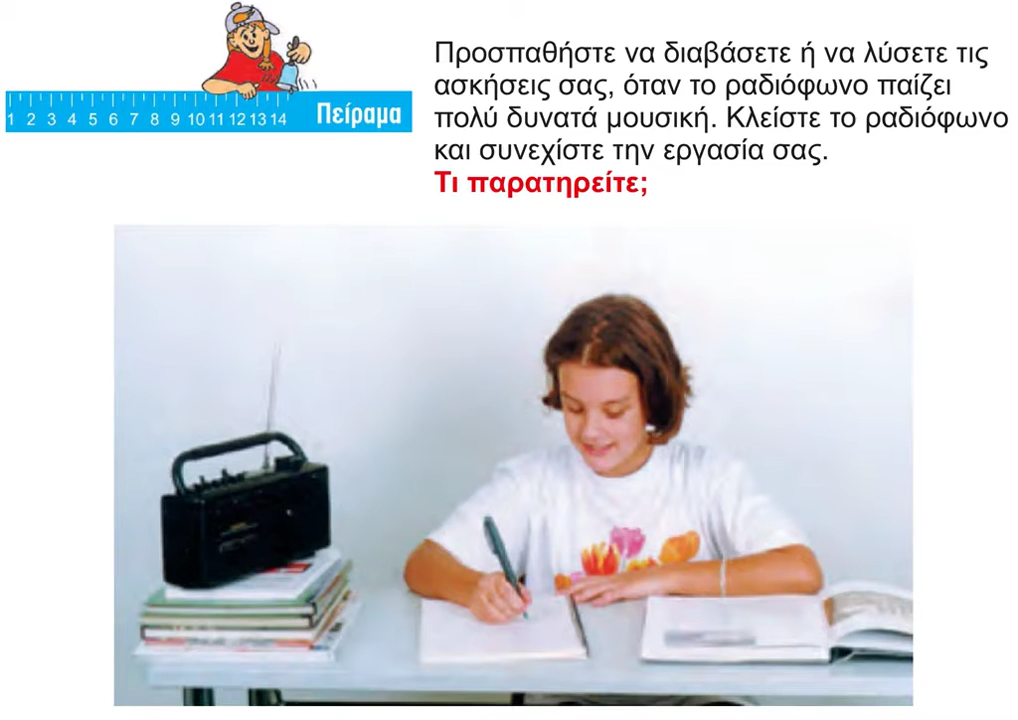 Προσπαθήστε να διαβάσετε ή να λύσετε τις
ασκήσεις σας, όταν το ραδιόφωνο παίζει
πολύ δυνατά μουσική. Κλείστε το ραδιόφωνο
και συνεχίστε την εργασία σας.
Τι παρατηρείτε;
1 2 3 4 5 6 7 8 9 10 11 12 13 14 Πείραμα